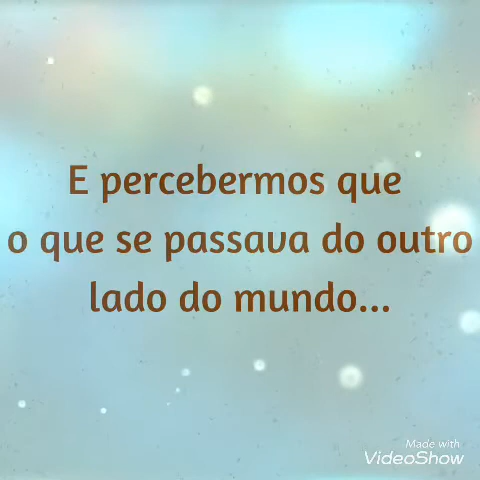 E percebermos que
o que se passava do outro
lado do mundo...
Made with
VideoShow